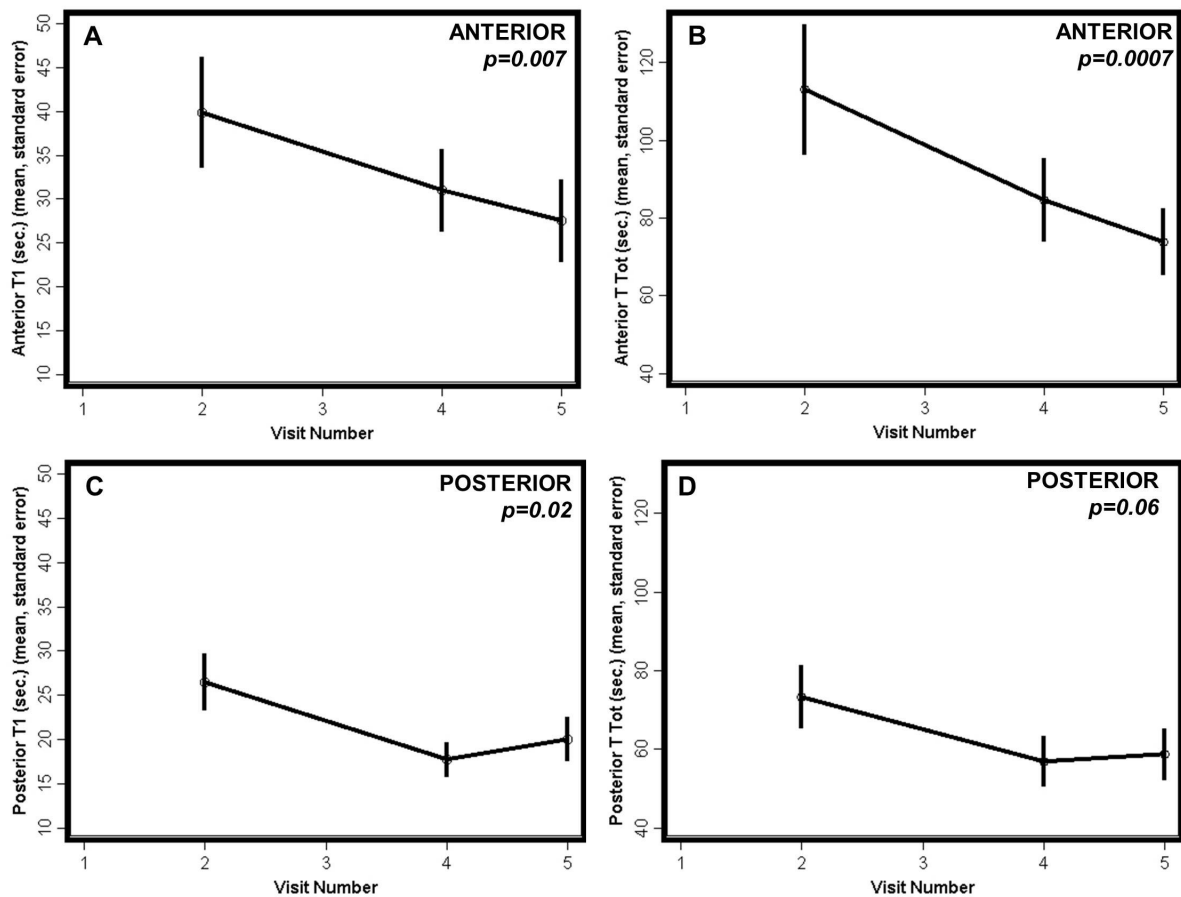 A
ANTERIOR
p=0.007
Anterior T1 (sec.) (mean, standard error)
50
45
40
35
30
25
20
15
10
1 2 3 4 5
Visit Number
B
ANTERIOR
p=0.0007
Anterior T Tot (sec.) (mean, standard error)
120
100
80
60
40
1 2 3 4 5
Visit Number
C
POSTERIOR
p=0.02
Posterior T1 (sec.) (mean, standard error)
50
45
40
35
30
25
20
15
10
1 2 3 4 5
Visit Number
D
POSTERIOR
p=0.06
Posterior T Tot (sec.) (mean, standard error)
120
100
80
60
40
1 2 3 4 5
Visit Number